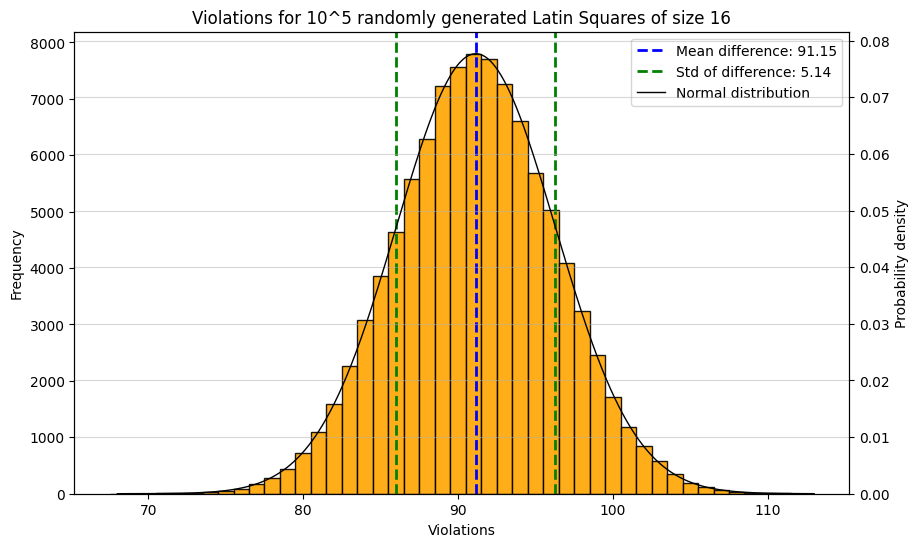 Violations for 10^5 randomly generated Latin Squares of size 16
Mean difference: 91.15
Std of difference: 5.14
Normal distribution
Frequency
8000
7000
6000
5000
4000
3000
2000
1000
0
0.08
0.07
0.06
0.05
0.04
0.03
0.02
0.01
0.00
Probability density
70 80 90 100 110
Violations